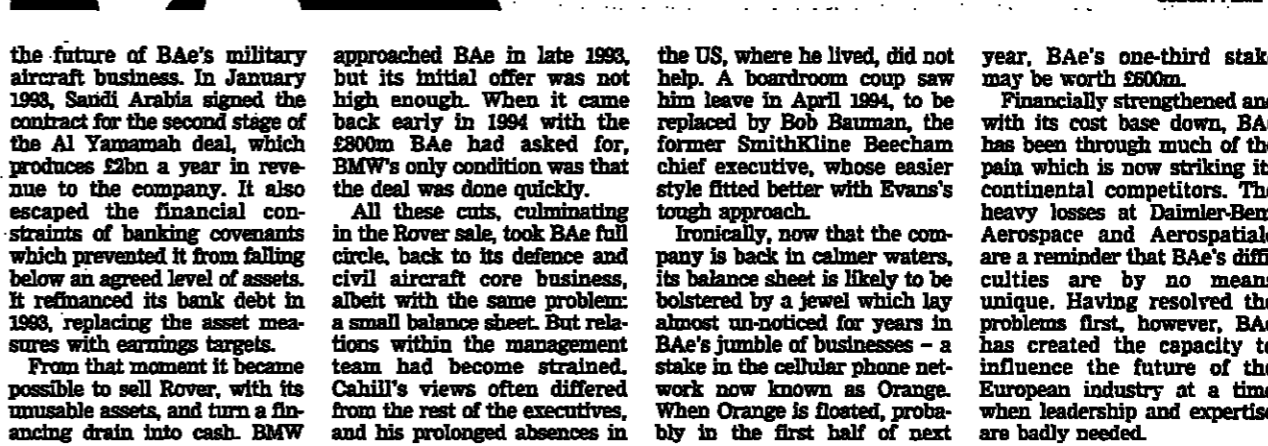 the future of BAe's military
aircraft business. In January
1993, Saudi Arabia signed the
contract for the second stage of
the Al Yamamah deal, which
produces £2bn a year in reve-
nue to the company. It also
escaped the financial con-
straints of banking covenants
which prevented it from falling
below an agreed level of assets.
It refinanced its bank debt in
1993, replacing the asset mea-
sures with earnings targets.
From that moment it became
possible to sell Rover, with its
unusable assets, and turn a fin-
ancing drain into cash. BMW
approached BAe in late 1993,
but its initial offer was not
high enough. When it came
back early in 1994 with the
£800m BAe had asked for,
BMW's only condition was that
the deal was done quickly.
All these cuts, culminating
in the Rover sale, took BAe full
circle, back to its defence and
civil aircraft core business,
albeit with the same problem:
a small balance sheet. But rela-
tions within the management
team had become strained.
Cahill's views often differed
from the rest of the executives,
and his prolonged absences in
the US, where he lived, did not
help. A boardroom coup saw
him leave in April 1994, to be
replaced by Bob Bauman, the
former SmithKline Beecham
chief executive, whose easier
style fitted better with Evans's
tough approach.
Ironically, now that the com-
pany is back in calmer waters,
its balance sheet is likely to be
bolstered by a jewel which lay
almost un-noticed for years in
BAe's jumble of businesses – a
stake in the cellular phone net-
work now known as Orange.
When Orange is floated, proba-
bly in the first half of next
year, BAe's one-third stak
may be worth £600m.
Financially strengthened an
with its cost base down, BA
has been through much of th
pain which is now striking it
continental competitors. Th
heavy losses at Daimler-Ben
Aerospace and Aerospatial
are a reminder that BAe's diffi
culties are by no mean
unique. Having resolved th
problems first, however, BA
has created the capacity t
influence the future of th
European industry at a tim
when leadership and expertis
are badly needed.